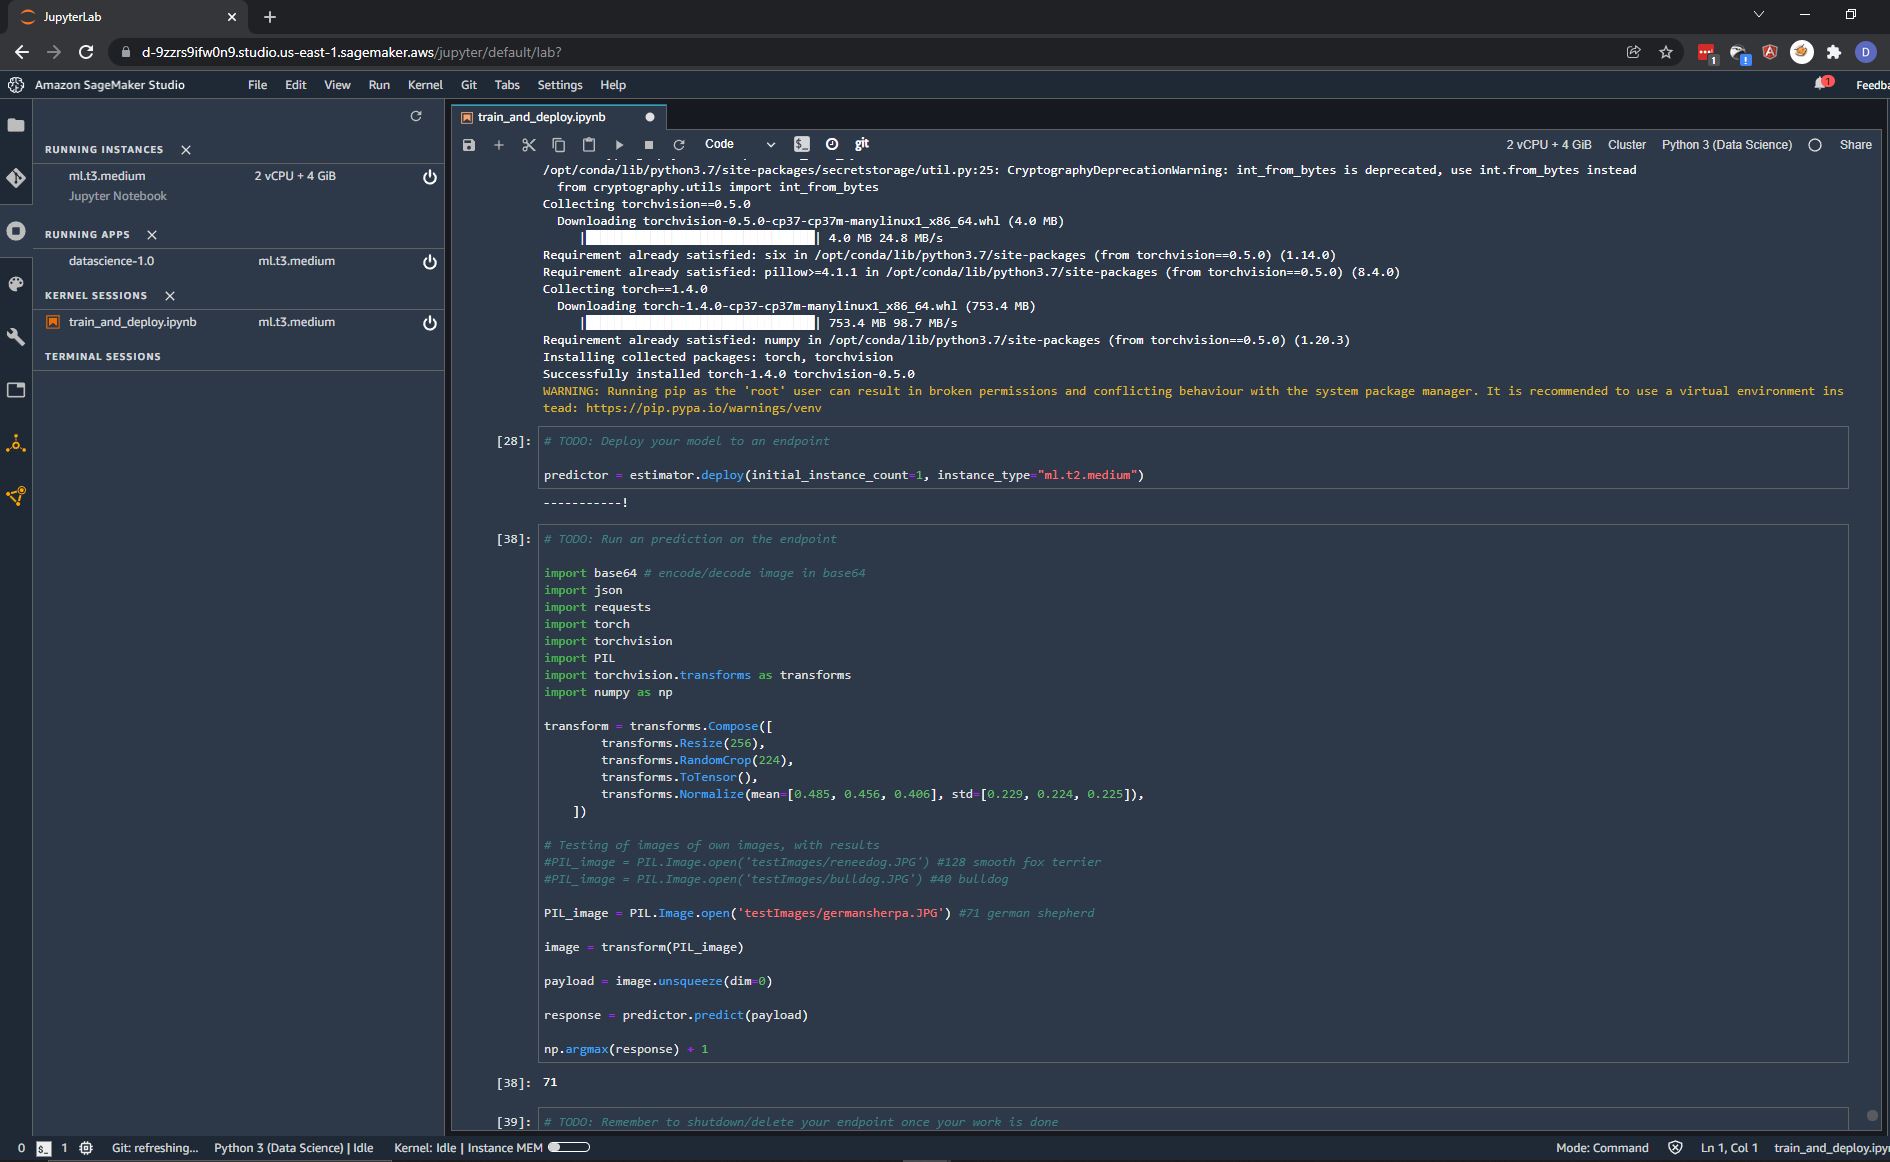 JupyterLab
d-9zzrs9ifw0n9.studio.us-east-1.sagemaker.aws/jupyter/default/lab?
1
!
D
Amazon SageMaker Studio File Edit View Run Kernel Git Tabs Settings Help 1 Feedba
train_and_deploy.ipynb
RUNNING INSTANCES
ml.t3.medium 2 vCPU + 4 GiB
Jupyter Notebook
RUNNING APPS
datascience-1.0 ml.t3.medium
KERNEL SESSIONS
train_and_deploy.ipynb ml.t3.medium
TERMINAL SESSIONS
Code $_ git 2 vCPU + 4 GiB Cluster Python 3 (Data Science) Share
/opt/conda/lib/python3.7/site-packages/secretstorage/util.py:25: CryptographyDeprecationWarning: int_from_bytes is deprecated, use int.from_bytes instead
from cryptography.utils import int_from_bytes
Collecting torchvision==0.5.0
Downloading torchvision-0.5.0-cp37-cp37m-manylinux1_x86_64.whl (4.0 MB)
|████████████████████████████████| 4.0 MB 24.8 MB/s
Requirement already satisfied: six in /opt/conda/lib/python3.7/site-packages (from torchvision==0.5.0) (1.14.0)
Requirement already satisfied: pillow>=4.1.1 in /opt/conda/lib/python3.7/site-packages (from torchvision==0.5.0) (8.4.0)
Collecting torch==1.4.0
Downloading torch-1.4.0-cp37-cp37m-manylinux1_x86_64.whl (753.4 MB)
|████████████████████████████████| 753.4 MB 98.7 MB/s
Requirement already satisfied: numpy in /opt/conda/lib/python3.7/site-packages (from torchvision==0.5.0) (1.20.3)
Installing collected packages: torch, torchvision
Successfully installed torch-1.4.0 torchvision-0.5.0
WARNING: Running pip as the 'root' user can result in broken permissions and conflicting behaviour with the system package manager. It is recommended to use a virtual environment ins
tead: https://pip.pypa.io/warnings/venv
[28]: # TODO: Deploy your model to an endpoint
predictor = estimator.deploy(initial_instance_count=1, instance_type="ml.t2.medium")
-----------!
[38]: # TODO: Run an prediction on the endpoint
import base64 # encode/decode image in base64
import json
import requests
import torch
import torchvision
import PIL
import torchvision.transforms as transforms
import numpy as np
transform = transforms.Compose([
transforms.Resize(256),
transforms.RandomCrop(224),
transforms.ToTensor(),
transforms.Normalize(mean=[0.485, 0.456, 0.406], std=[0.229, 0.224, 0.225]),
])
# Testing of images of own images, with results
#PIL_image = PIL.Image.open('testImages/reneedog.JPG') #128 smooth fox terrier
#PIL_image = PIL.Image.open('testImages/bulldog.JPG') #40 bulldog
PIL_image = PIL.Image.open('testImages/germansherpa.JPG') #71 german shepherd
image = transform(PIL_image)
payload = image.unsqueeze(dim=0)
response = predictor.predict(payload)
np.argmax(response) + 1
[38]: 71
[39]: # TODO: Remember to shutdown/delete your endpoint once your work is done
0 $_ 1 Git: refreshing... Python 3 (Data Science) | Idle Kernel: Idle | Instance MEM Mode: Command Ln 1, Col 1 train_and_deploy.ipy